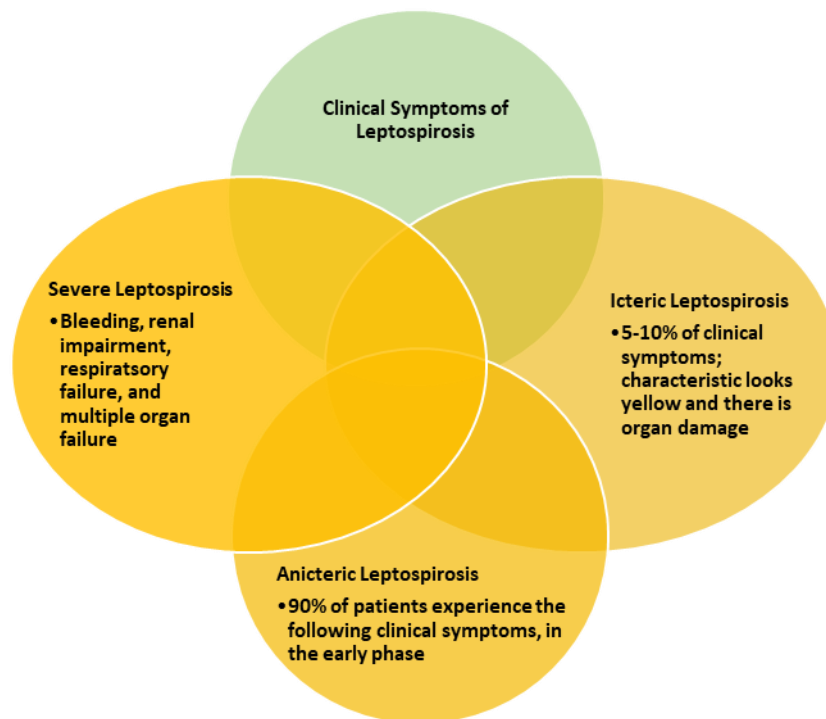 Clinical Symptoms of
Leptospirosis
Severe Leptospirosis
•Bleeding, renal
impairment,
respiratsory
failure, and
multiple organ
failure
Icteric Leptospirosis
•5-10% of clinical
symptoms;
characteristic looks
yellow and there is
organ damage
Anicteric Leptospirosis
•90% of patients experience the
following clinical symptoms, in
the early phase